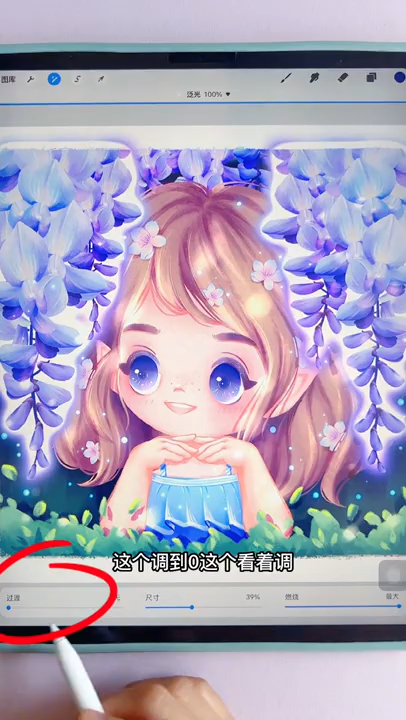 图库
泛光 100% ▾
这个调到0这个看着调
过渡
无
尺寸
39%
燃烧
最大